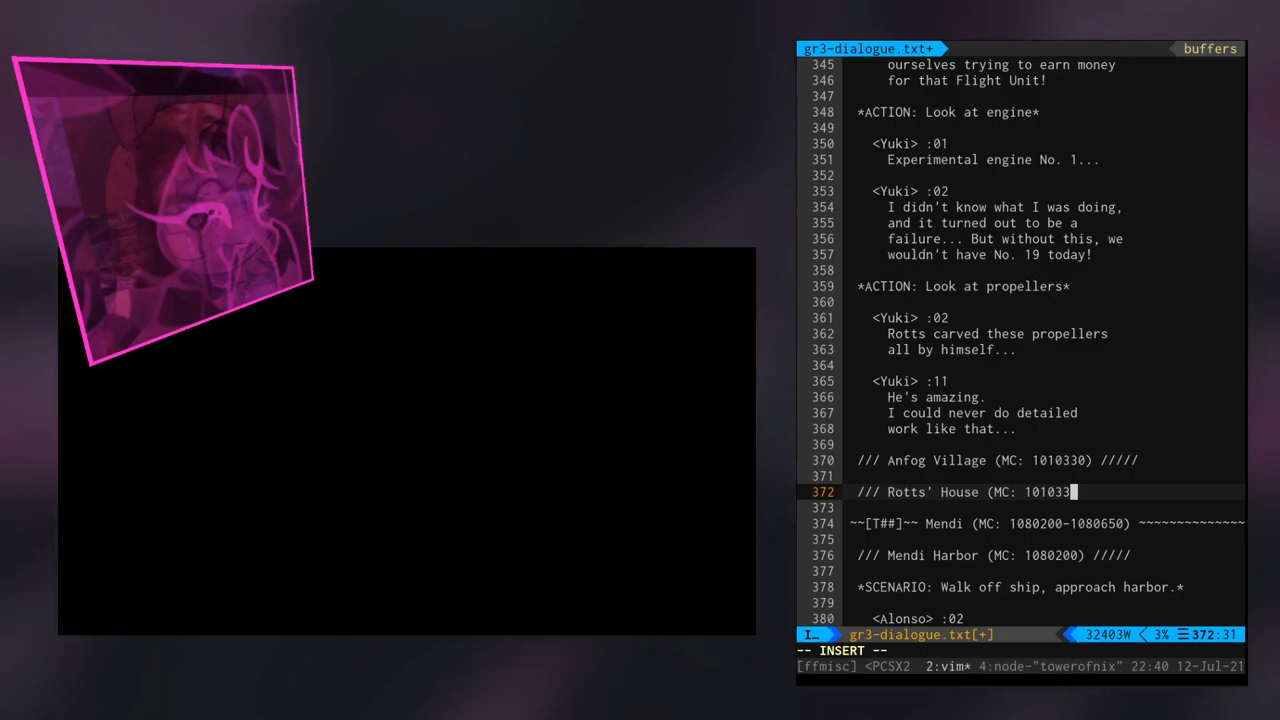 gr3-dialogue.txt+ buffers
345 ourselves trying to earn money
346 for that Flight Unit!
347
348 *ACTION: Look at engine*
349
350 <Yuki> :01
351 Experimental engine No. 1...
352
353 <Yuki> :02
354 I didn't know what I was doing,
355 and it turned out to be a
356 failure... But without this, we
357 wouldn't have No. 19 today!
358
359 *ACTION: Look at propellers*
360
361 <Yuki> :02
362 Rotts carved these propellers
363 all by himself...
364
365 <Yuki> :11
366 He's amazing.
367 I could never do detailed
368 work like that...
369
370 /// Anfog Village (MC: 1010330) /////
371
372 /// Rotts' House (MC: 101033
373
374 ~~[T##]~~ Mendi (MC: 1080200-1080650) ~~~~~~~~~~~~~~
375
376 /// Mendi Harbor (MC: 1080200) /////
377
378 *SCENARIO: Walk off ship, approach harbor.*
379
380 <Alonso> :02
I… gr3-dialogue.txt[+] 32403W 3% ☰372:31
-- INSERT --
[ffmisc] <PCSX2 2:vim* 4:node-"towerofnix" 22:40 12-Jul-21